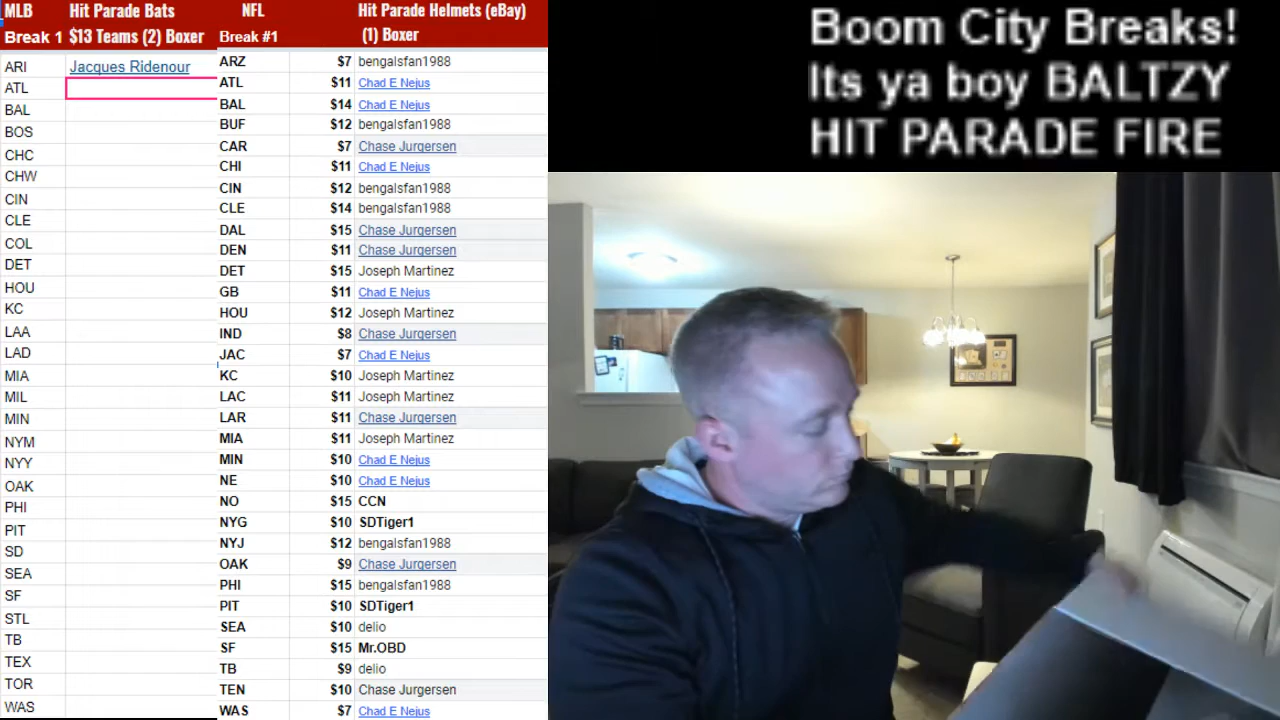 MLB Hit Parade Bats
Break 1 $13 Teams (2) Boxer
ARI Jacques Ridenour
ATL
BAL
BOS
CHC
CHW
CIN
CLE
COL
DET
HOU
KC
LAA
LAD
MIA
MIL
MIN
NYM
NYY
OAK
PHI
PIT
SD
SEA
SF
STL
TB
TEX
TOR
WAS
NFL Hit Parade Helmets (eBay)
Break #1 (1) Boxer
ARZ $7 bengalsfan1988
ATL $11 Chad E Nejus
BAL $14 Chad E Nejus
BUF $12 bengalsfan1988
CAR $7 Chase Jurgersen
CHI $11 Chad E Nejus
CIN $12 bengalsfan1988
CLE $14 bengalsfan1988
DAL $15 Chase Jurgersen
DEN $11 Chase Jurgersen
DET $15 Joseph Martinez
GB $11 Chad E Nejus
HOU $12 Joseph Martinez
IND $8 Chase Jurgersen
JAC $7 Chad E Nejus
KC $10 Joseph Martinez
LAC $11 Joseph Martinez
LAR $11 Chase Jurgersen
MIA $11 Joseph Martinez
MIN $10 Chad E Nejus
NE $10 Chad E Nejus
NO $15 CCN
NYG $10 SDTiger1
NYJ $12 bengalsfan1988
OAK $9 Chase Jurgersen
PHI $15 bengalsfan1988
PIT $10 SDTiger1
SEA $10 delio
SF $15 Mr.OBD
TB $9 delio
TEN $10 Chase Jurgersen
WAS $7 Chad E Nejus
Boom City Breaks!
Its ya boy BALTZY
HIT PARADE FIRE